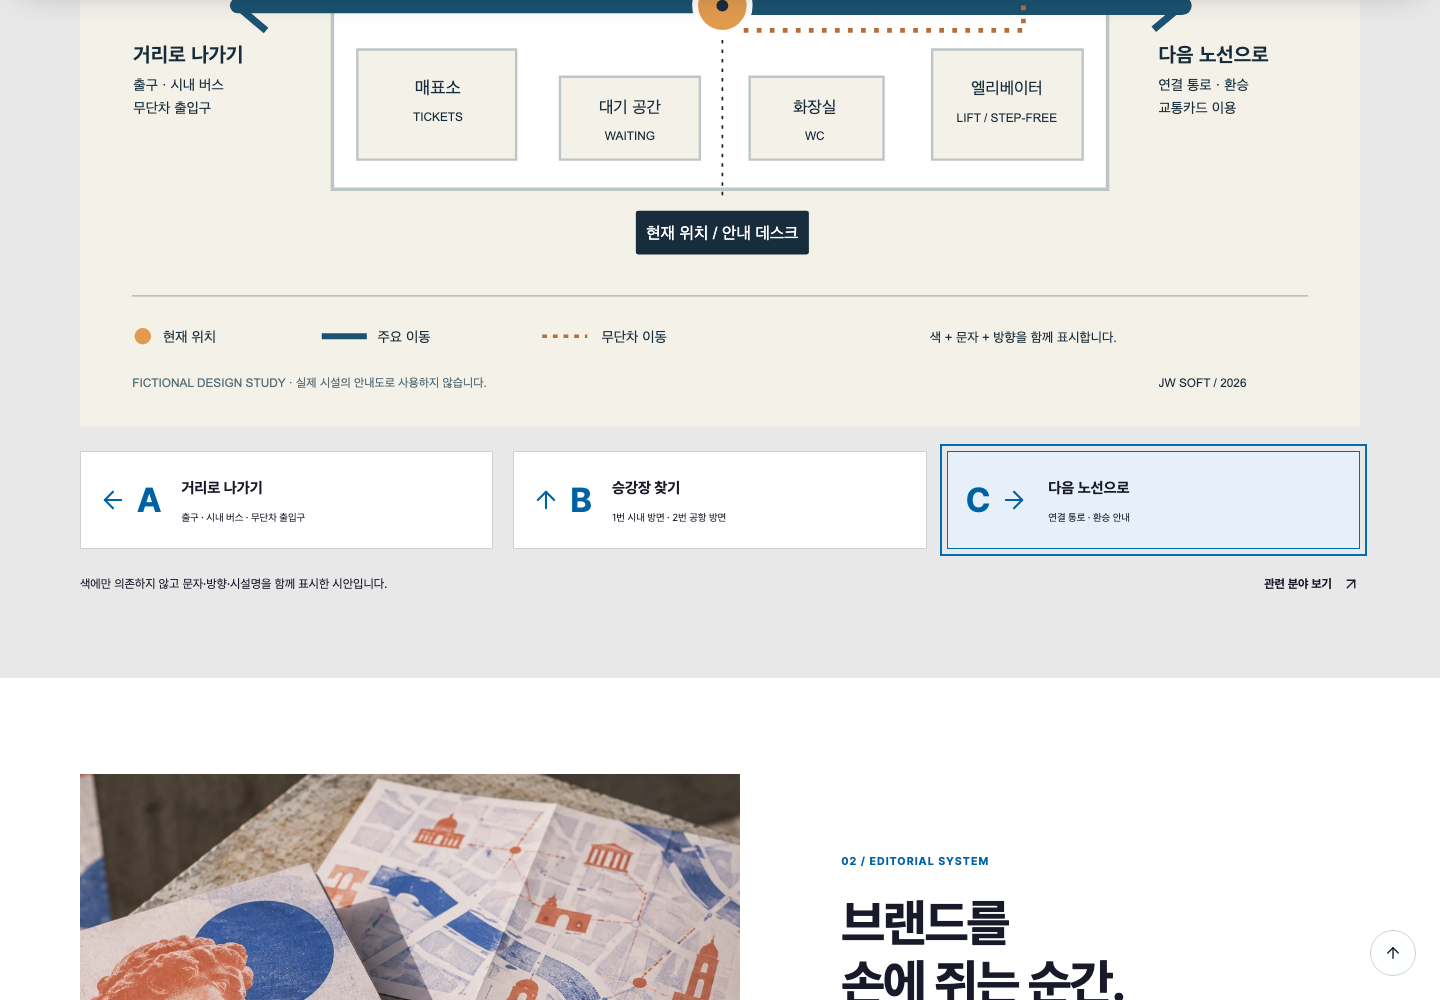 거리로 나가기
출구 · 시내 버스
무단차 출입구
매표소
TICKETS
대기 공간
WAITING
화장실
WC
엘리베이터
LIFT / STEP-FREE
다음 노선으로
연결 통로 · 환승
교통카드 이용
현재 위치 / 안내 데스크
현재 위치
주요 이동
무단차 이동
색 + 문자 + 방향을 함께 표시합니다.
FICTIONAL DESIGN STUDY · 실제 시설의 안내도로 사용하지 않습니다.
JW SOFT / 2026
A
거리로 나가기
출구 · 시내 버스 · 무단차 출입구
B
승강장 찾기
1번 시내 방면 · 2번 공항 방면
C
다음 노선으로
연결 통로 · 환승 안내
색에만 의존하지 않고 문자·방향·시설명을 함께 표시한 시안입니다.
관련 분야 보기
02 / EDITORIAL SYSTEM
브랜드를
손에 쥐는 순간.